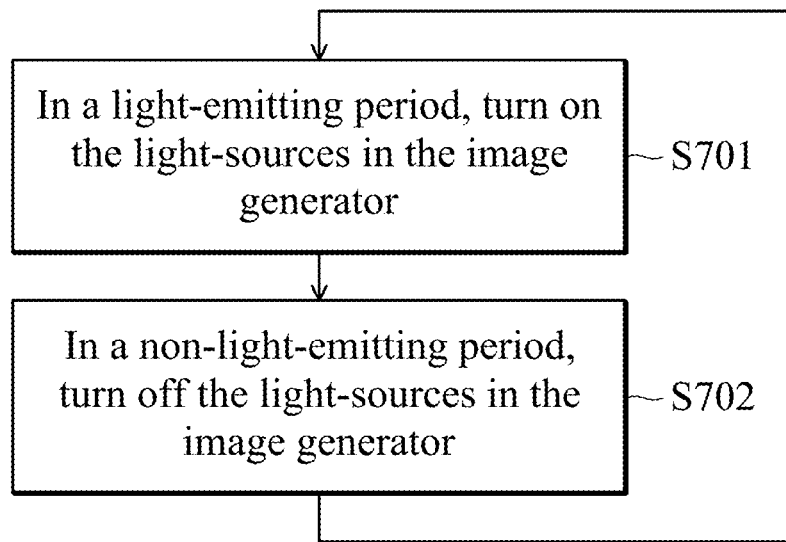 In a light-emitting period, turn on
the light-sources in the image
generator
S701
In a non-light-emitting period,
turn off the light-sources in the
image generator
S702